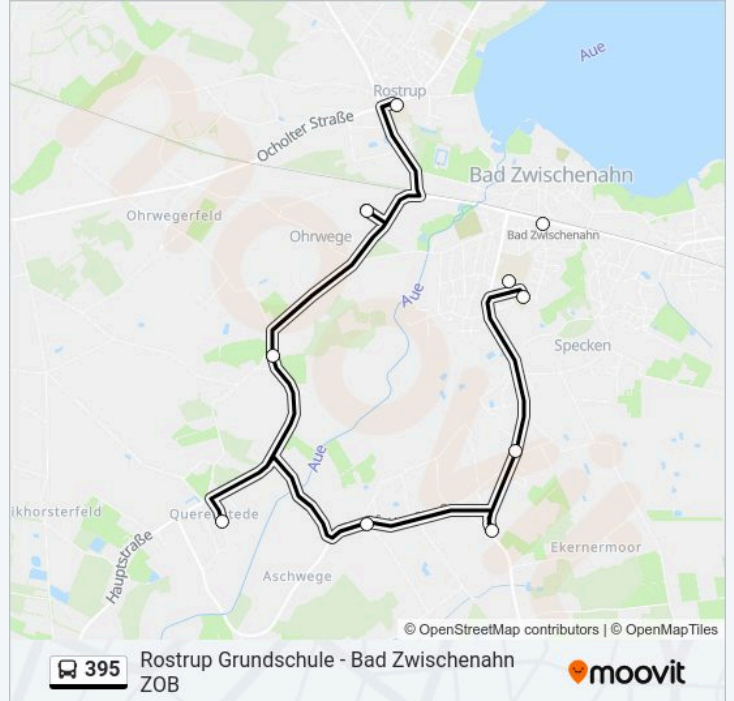 Aue
Rostrup
Ocholter Straße
Bad Zwischenahn
Ohrwegerfeld
Bad Zwischenahn
Ohrwege
Aue
Specken
Aue
ikhorsterfeld
Hauptstraße
Ekernermoor
Aschwege
© OpenStreetMap contributors | © OpenMapTiles
395
Rostrup Grundschule - Bad Zwischenahn
ZOB
moovit